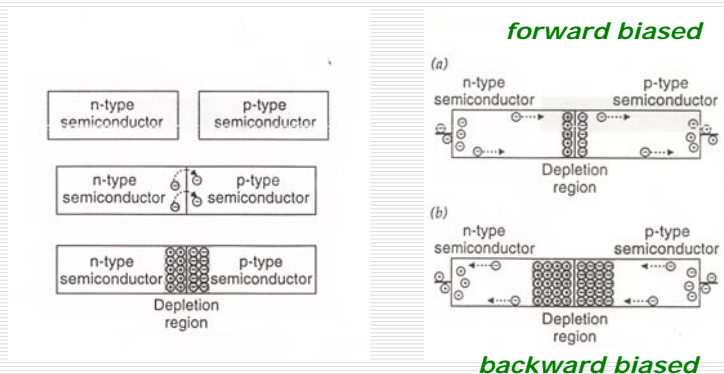 n-type
semiconductor
p-type
semiconductor
n-type
semiconductor
p-type
semiconductor
n-type
semiconductor
p-type
semiconductor
Depletion
region
forward biased
(a)
n-type
semiconductor
p-type
semiconductor
Depletion
region
(b)
n-type
semiconductor
p-type
semiconductor
Depletion
region
backward biased